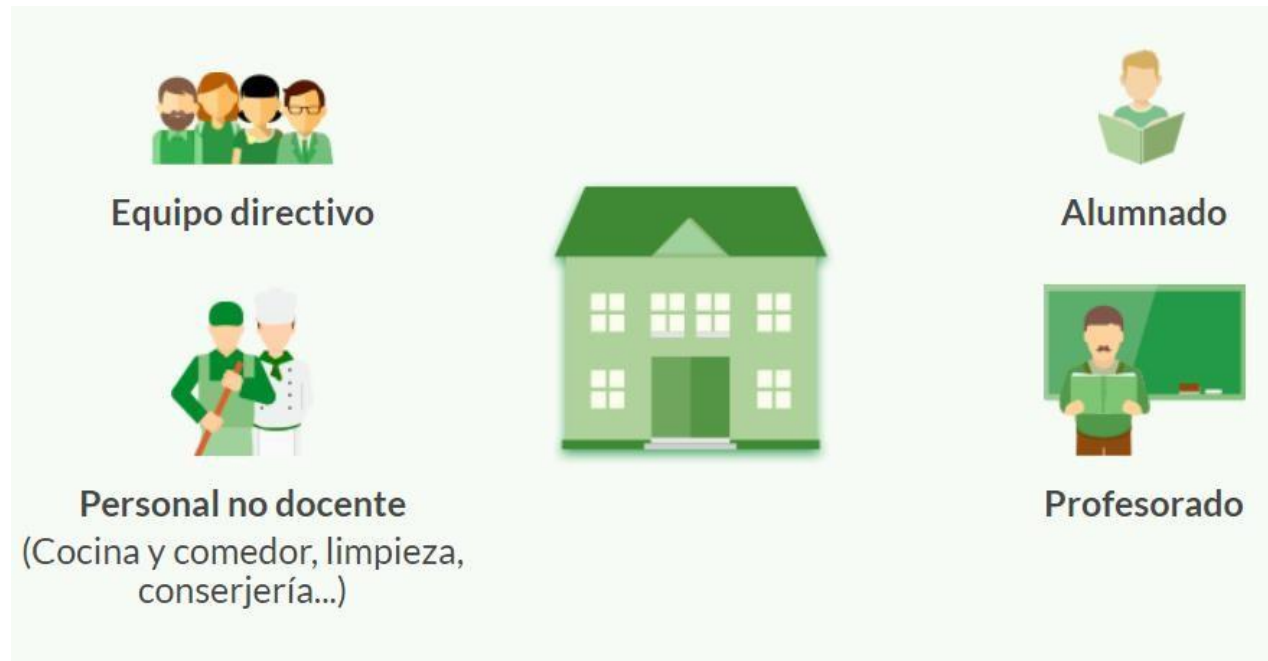 Equipo directivo
Alumnado
Personal no docente
(Cocina y comedor, limpieza,
conserjería...)
Profesorado